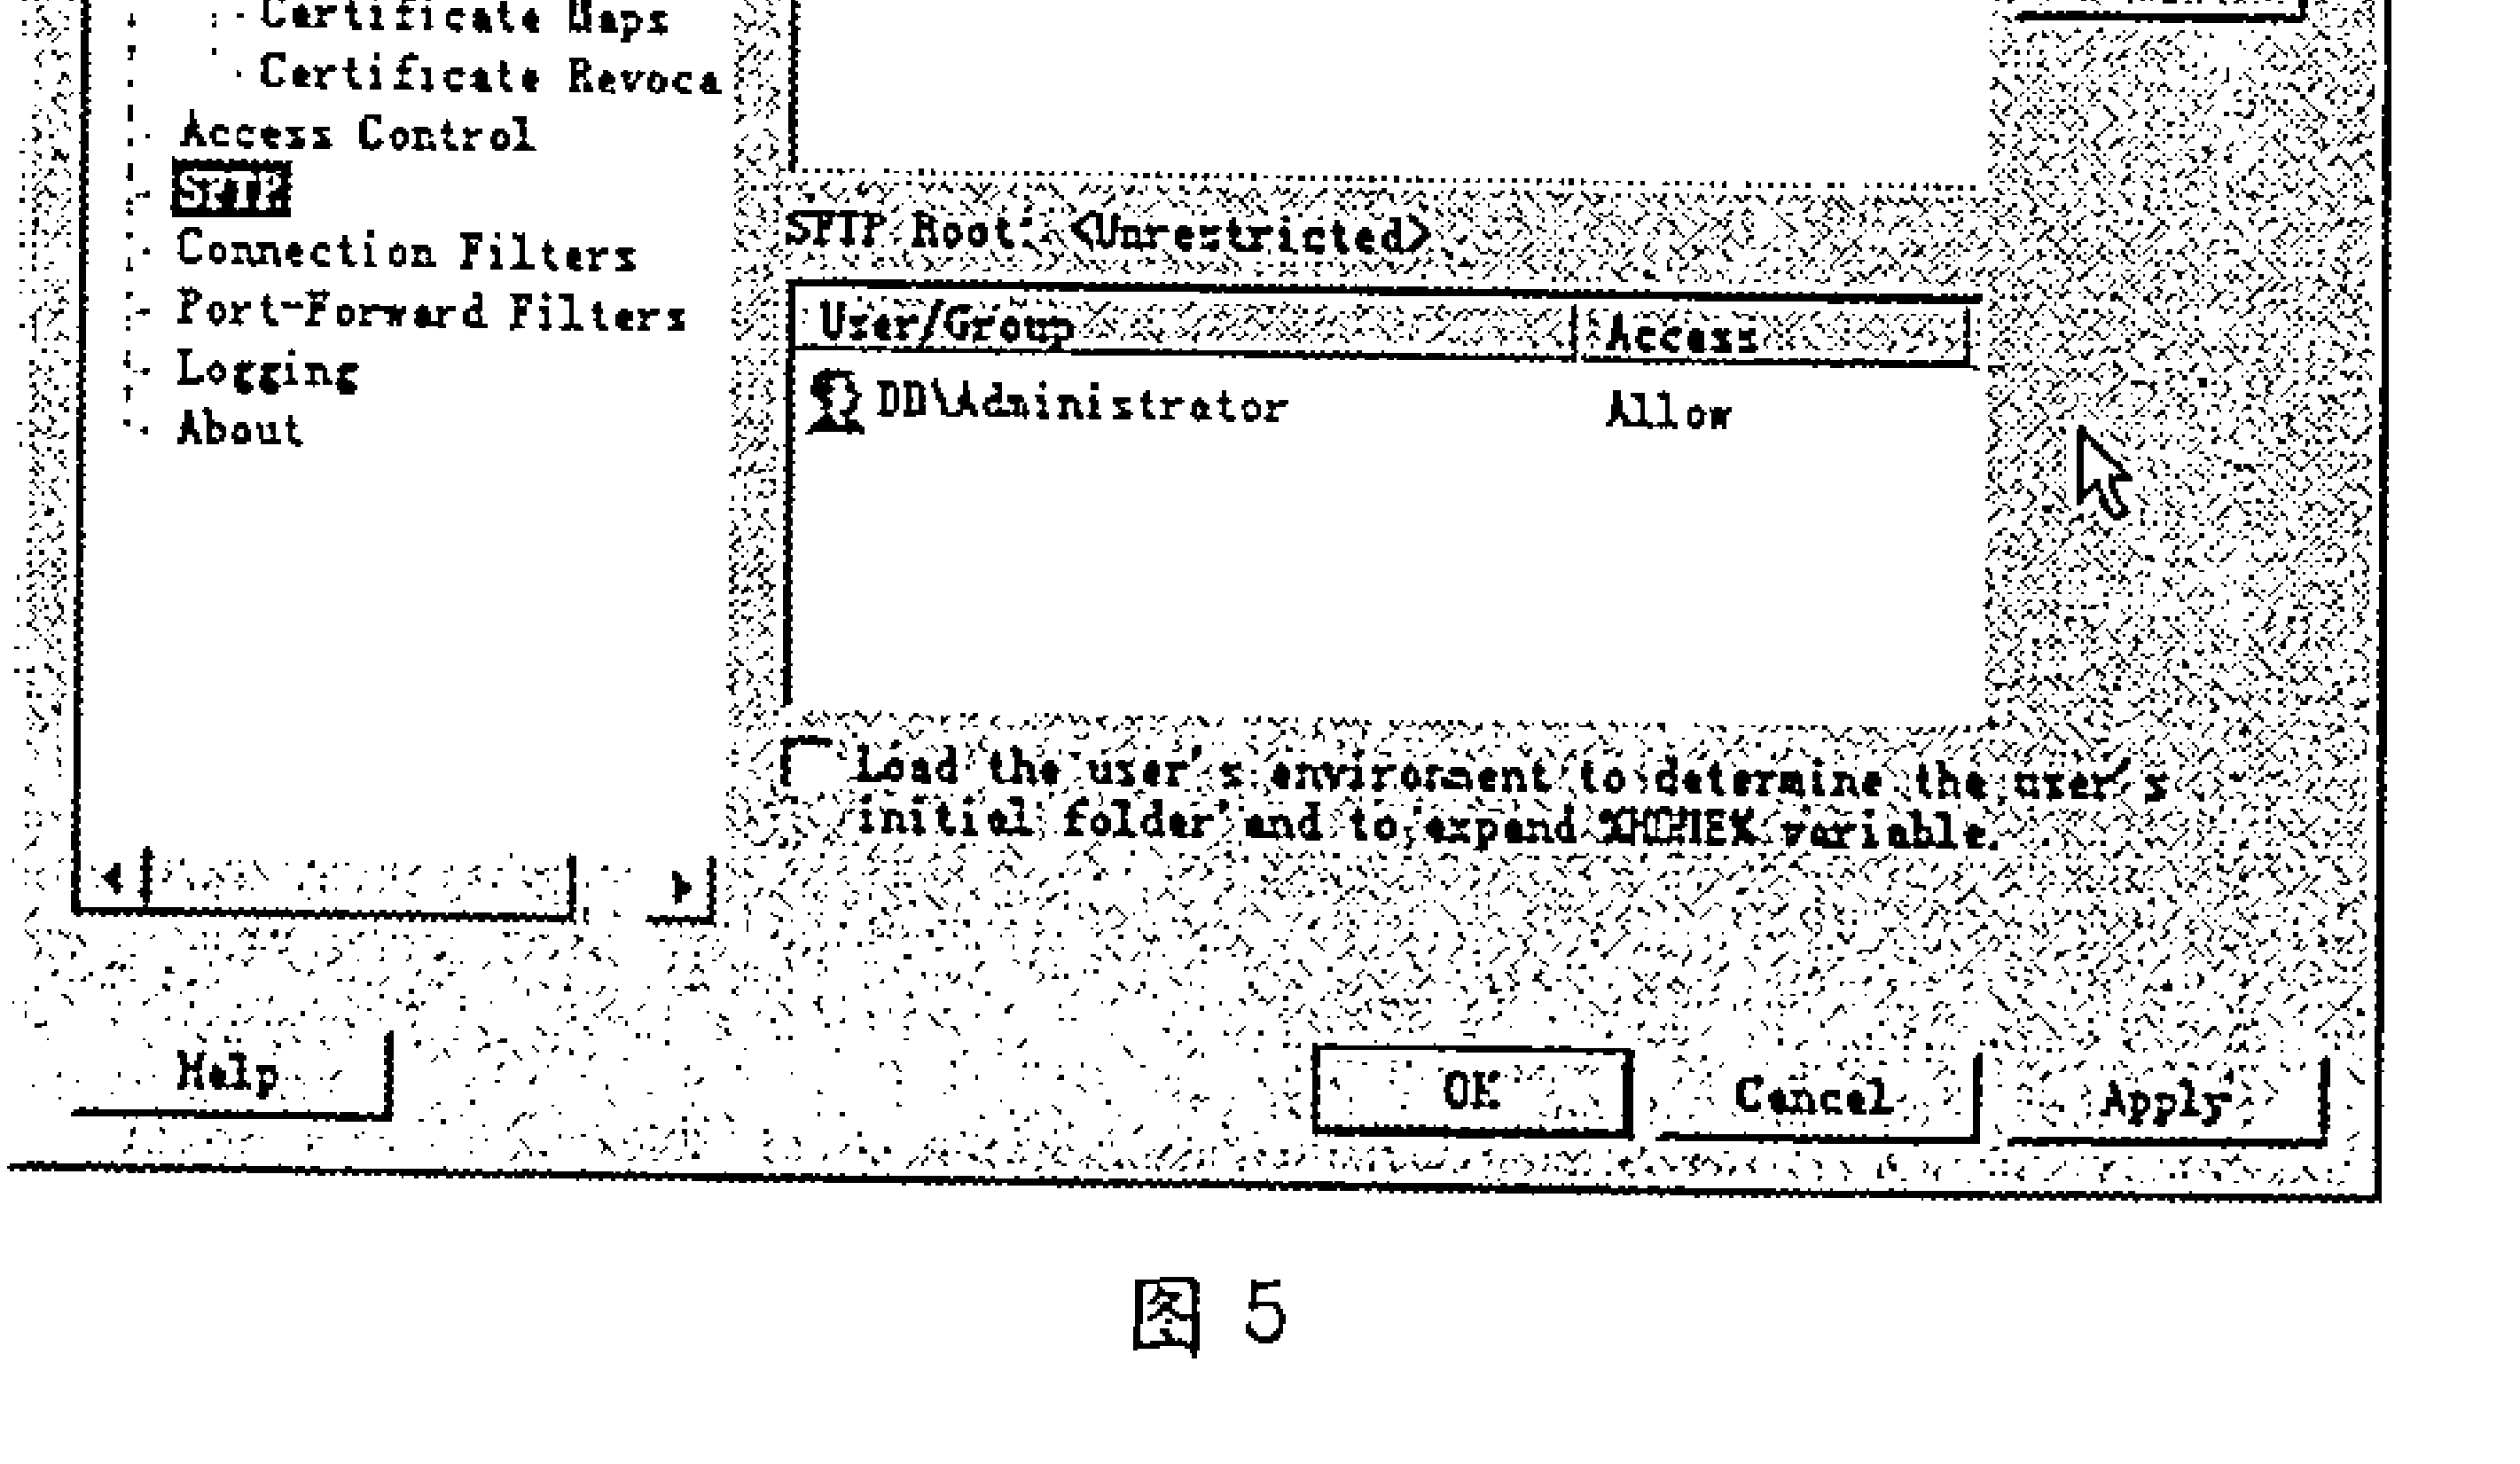 Certificate Maps
Certificate Revoca
Access Control
SFTP
Connection Filters
Port-Forward Filters
Logging
About
SFTP Root: <Unrestricted>
User/Group Access
DD\Administrator Allow
Load the user's environment to determine the user's
initial folder and to expand %HOME% variable.
Help OK Cancel Apply
图 5